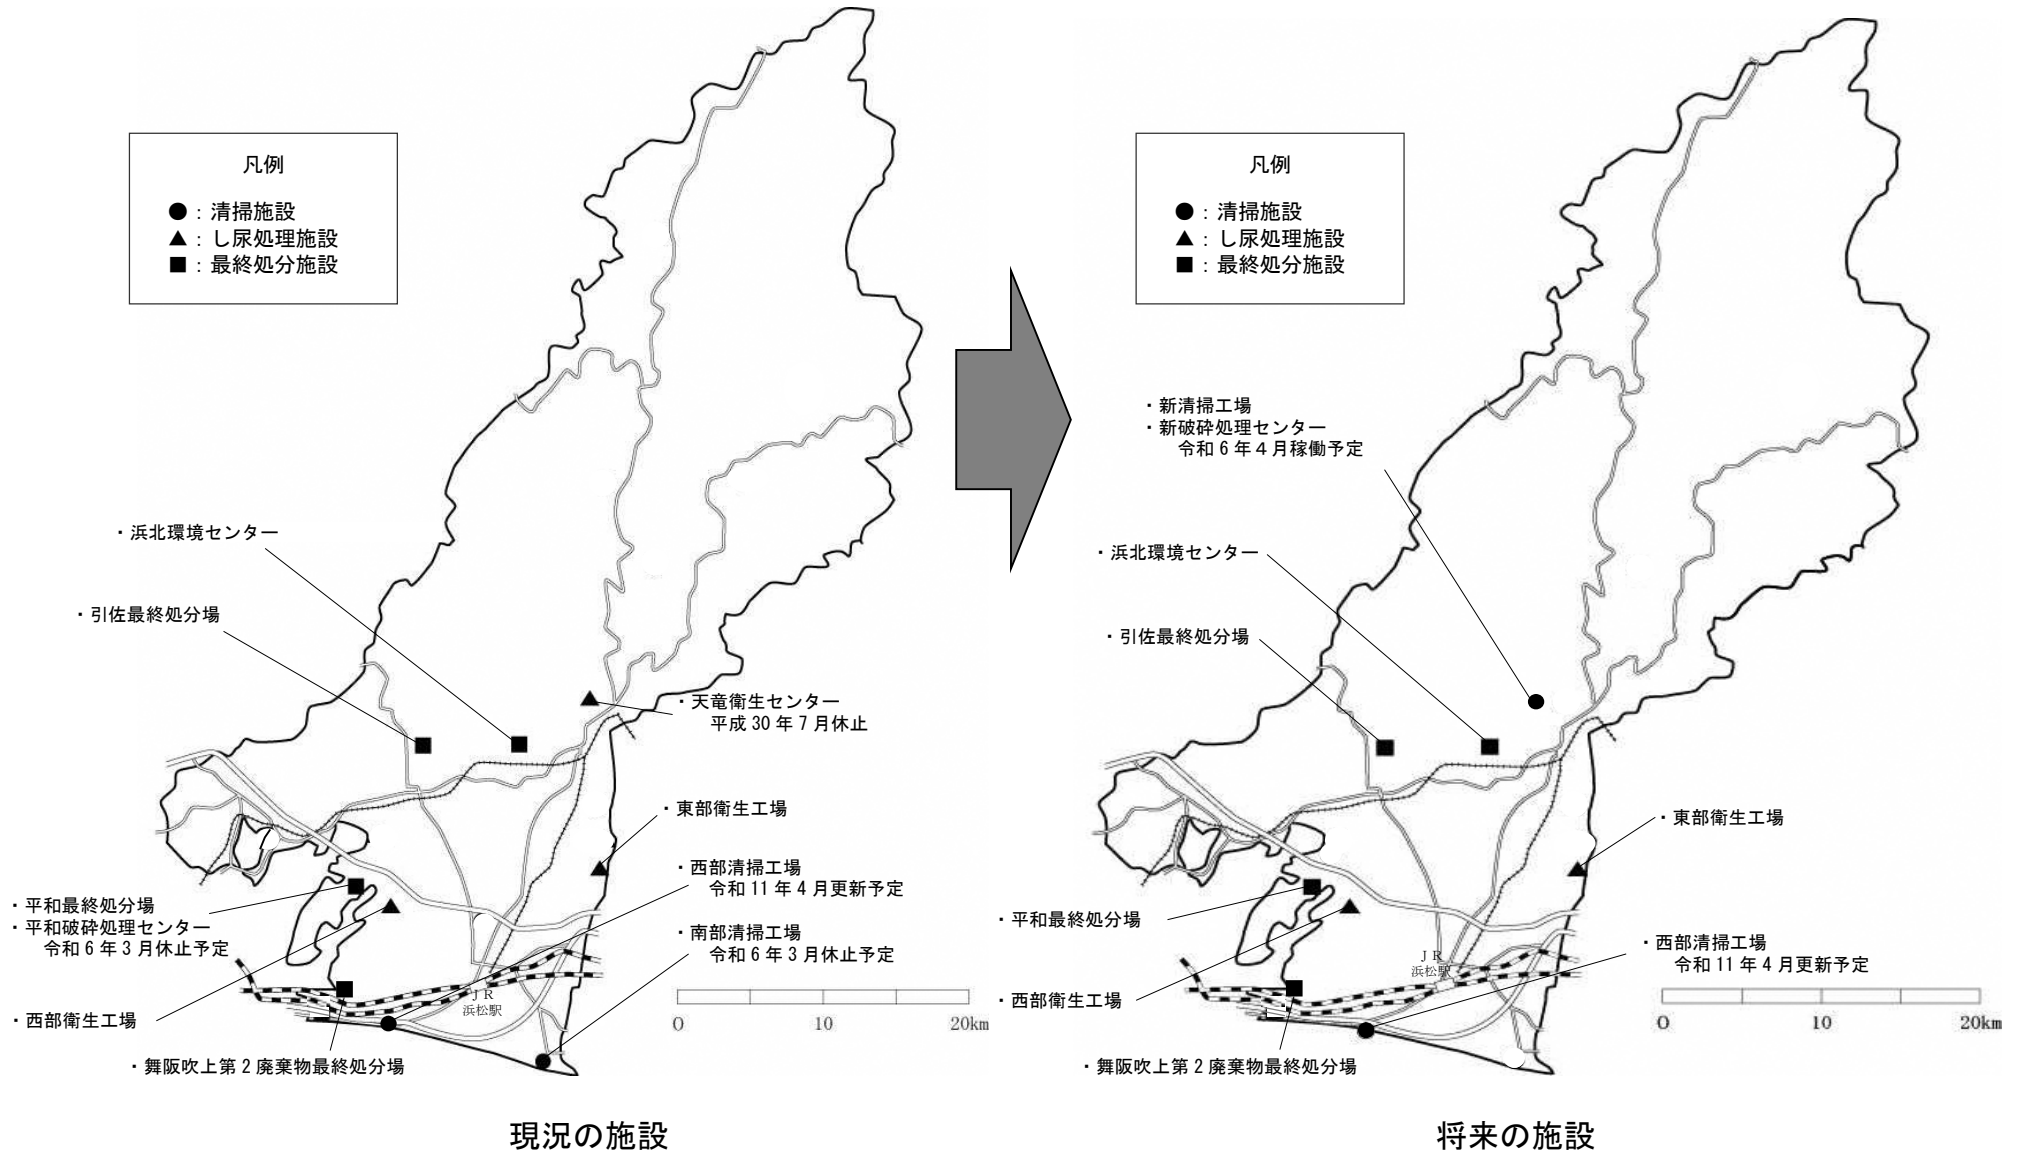 凡例
●：清掃施設
▲：し尿処理施設
■：最終処分施設
・浜北環境センター
・引佐最終処分場
・天竜衛生センター
平成 30 年 7 月休止
・東部衛生工場
・西部清掃工場
令和 11 年 4 月更新予定
・南部清掃工場
令和 6 年 3 月休止予定
・平和最終処分場
・平和破砕処理センター
令和 6 年 3 月休止予定
・西部衛生工場
・舞阪吹上第 2 廃棄物最終処分場
ＪＲ
浜松駅
0 10 20km
現況の施設
凡例
●：清掃施設
▲：し尿処理施設
■：最終処分施設
・新清掃工場
・新破砕処理センター
令和 6 年 4 月稼働予定
・浜北環境センター
・引佐最終処分場
・東部衛生工場
・平和最終処分場
・西部清掃工場
令和 11 年 4 月更新予定
・西部衛生工場
・舞阪吹上第 2 廃棄物最終処分場
ＪＲ
浜松駅
0 10 20km
将来の施設